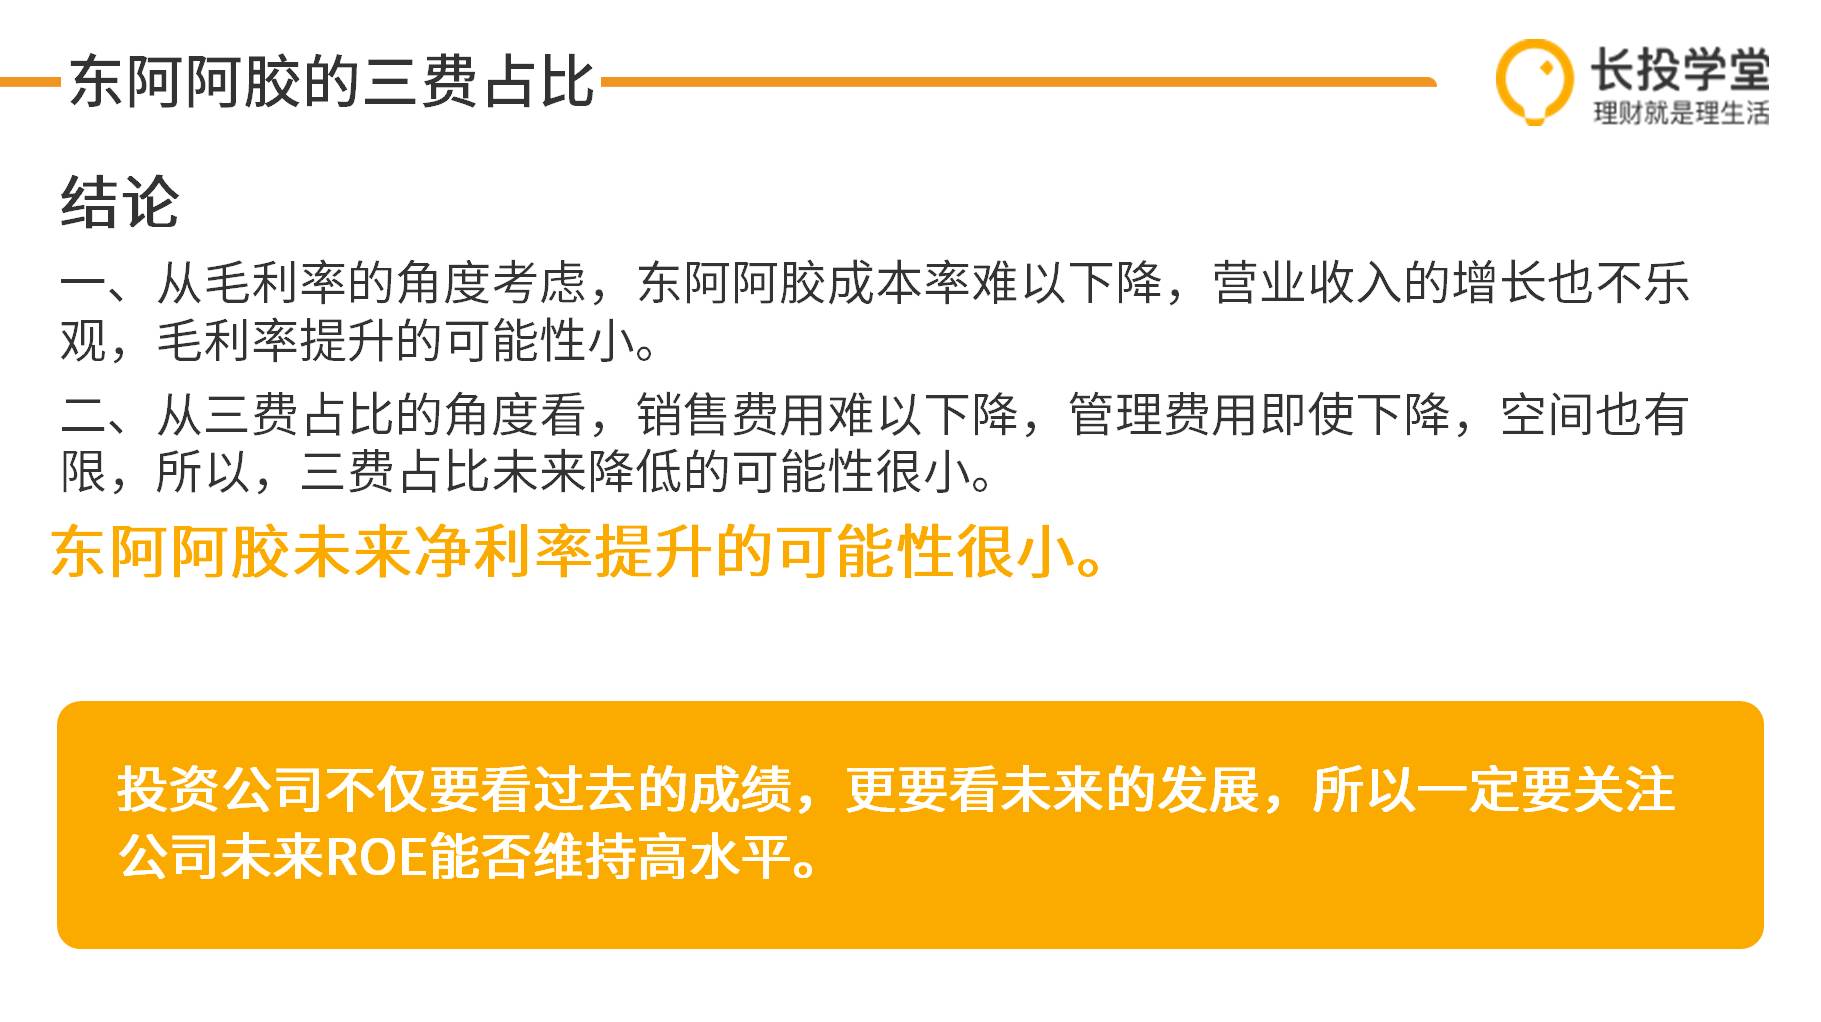 东阿阿胶的三费占比
长投学堂
理财就是理生活
结论
一、从毛利率的角度考虑，东阿阿胶成本率难以下降，营业收入的增长也不乐
观，毛利率提升的可能性小。
二、从三费占比的角度看，销售费用难以下降，管理费用即使下降，空间也有
限，所以，三费占比未来降低的可能性很小。
东阿阿胶未来净利率提升的可能性很小。
投资公司不仅要看过去的成绩，更要看未来的发展，所以一定要关注
公司未来ROE能否维持高水平。